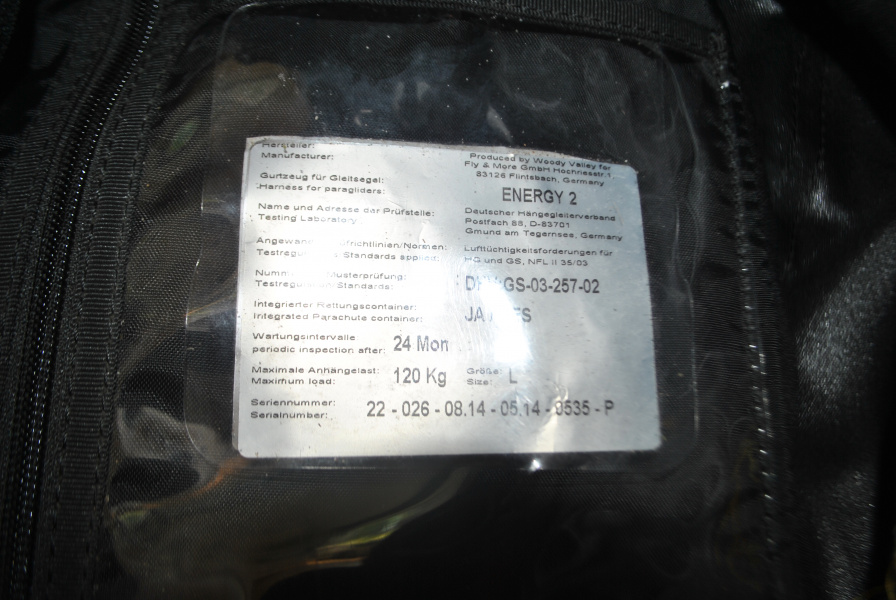 Hersteller:
Manufacturer:
Produced by Woody Valley for
Fly & More GmbH Hochriesstr.1
83126 Flintsbach, Germany
Gurtzeug für Gleitsegel:
Harness for paragliders:
ENERGY 2
Name und Adresse der Prüfstelle:
Testing Laboratory
Deutscher Hängegleiterverband
Postfach 88, D-83701
Gmund am Tegernsee, Germany
Standards applied:
Lufttüchtigkeitsforderungen für
HG und GS, NFL II 35/03
Standards:
GS-03-257-02
Integrierter Rettungscontainer:
Integrated Parachute container:
Wartungsintervalle
periodic inspection after:
24 Mon
Maximale Anhängelast:
Maximum load:
120 Kg
Größe:
Size:
L
Seriennummer:
Serialnumber:
22 - 026 - 08.14 - 05.14 - 0535 - P